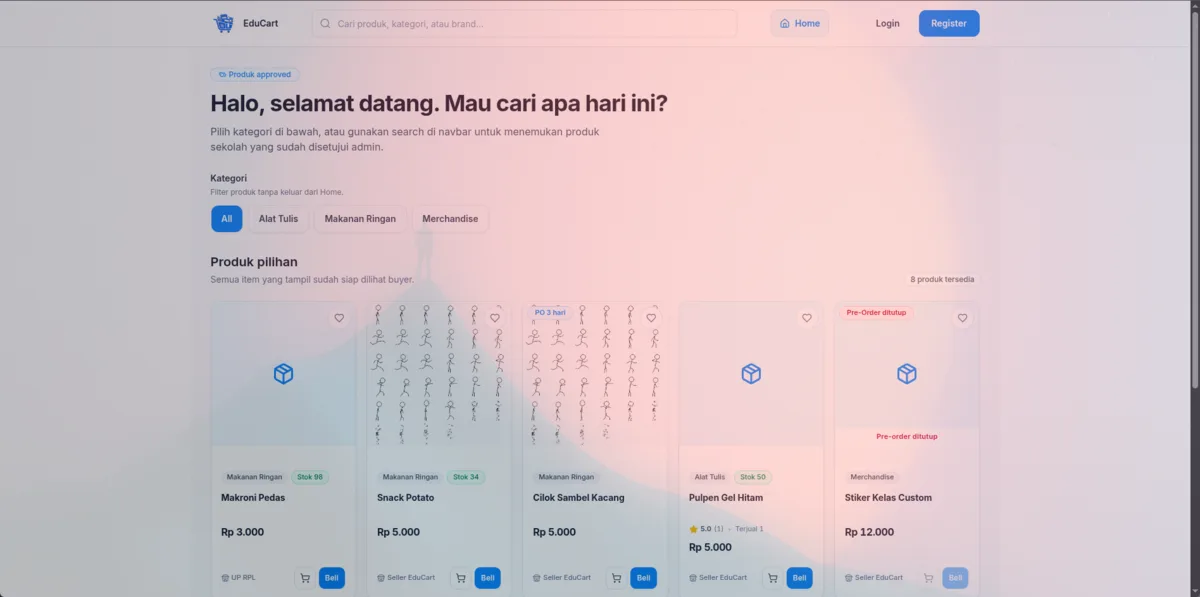 EduCart
Cari produk, kategori, atau brand...
Home
Login
Register
Produk approved
Halo, selamat datang. Mau cari apa hari ini?
Pilih kategori di bawah, atau gunakan search di navbar untuk menemukan produk
sekolah yang sudah disetujui admin.
Kategori
Filter produk tanpa keluar dari Home.
All
Alat Tulis
Makanan Ringan
Merchandise
Produk pilihan
Semua item yang tampil sudah siap dilihat buyer.
8 produk tersedia
Makanan Ringan
Stok 98
Makroni Pedas
Rp 3.000
UP RPL
Beli
Makanan Ringan
Stok 34
Snack Potato
Rp 5.000
Seller EduCart
Beli
PO 3 hari
Makanan Ringan
Cilok Sambel Kacang
Rp 5.000
Seller EduCart
Beli
Alat Tulis
Stok 50
Pulpen Gel Hitam
5.0 (1) • Terjual 1
Rp 5.000
Seller EduCart
Beli
Pre-Order ditutup
Pre-order ditutup
Merchandise
Stiker Kelas Custom
Rp 12.000
Seller EduCart
Beli